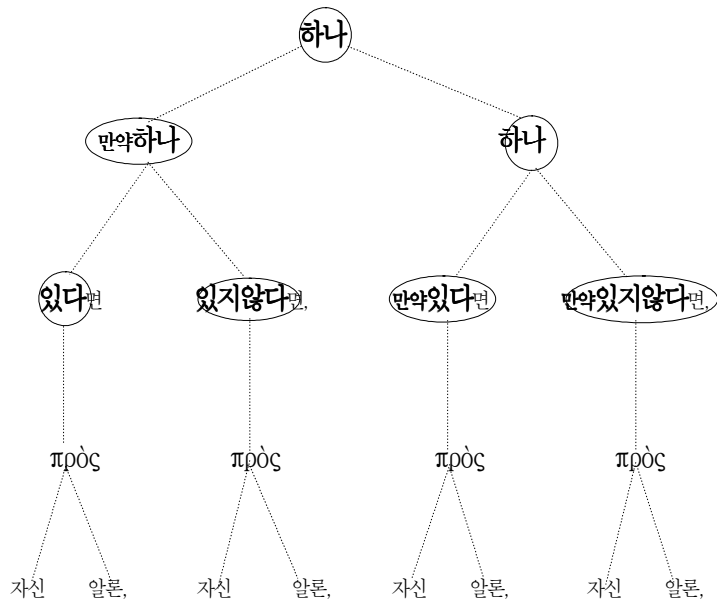 하나
만약하나 하나
있다면 있지않다면, 만약있다면 만약있지않다면,
πρὸς πρὸς πρὸς πρὸς
자신 알론, 자신 알론, 자신 알론, 자신 알론,